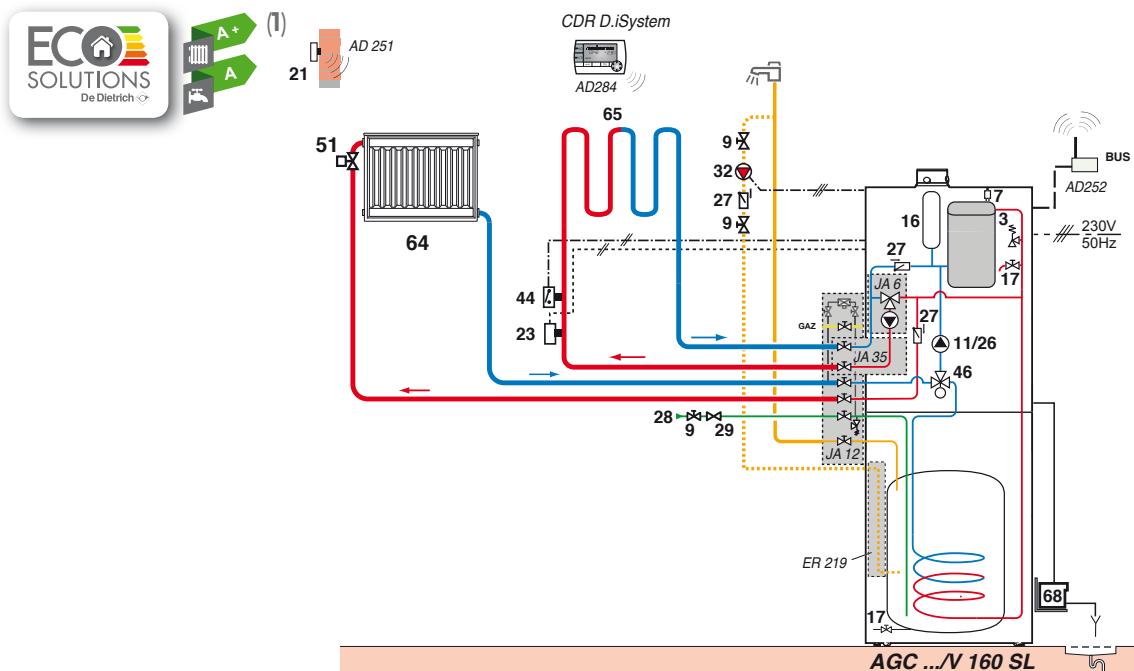 ECO
SOLUTIONS
De Dietrich
A+
A
(1)
AD 251
21
CDR D.iSystem
AD284
65
51
64
9
32
27
9
BUS
AD252
7
16
3
230V
50Hz
27
17
JA 6
44
23
GAZ
27
11/26
JA 35
46
28
9
29
JA 12
ER 219
17
68
AGC .../V 160 SL